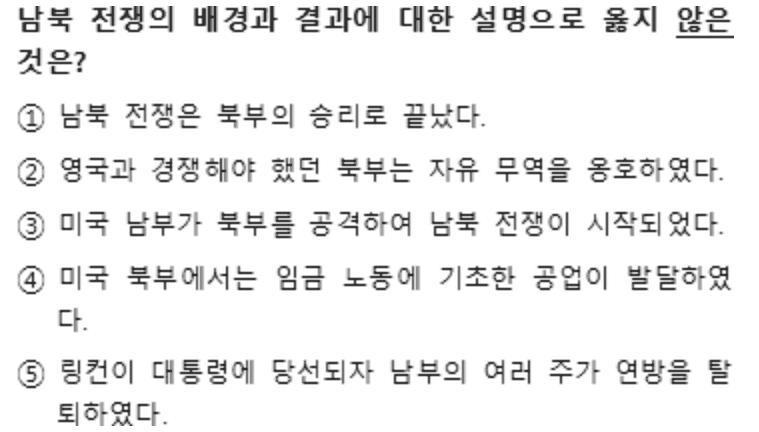 남북 전쟁의 배경과 결과에 대한 설명으로 옳지 않은
것은?
① 남북 전쟁은 북부의 승리로 끝났다.
② 영국과 경쟁해야 했던 북부는 자유 무역을 옹호하였다.
③ 미국 남부가 북부를 공격하여 남북 전쟁이 시작되었다.
④ 미국 북부에서는 임금 노동에 기초한 공업이 발달하였
다.
⑤ 링컨이 대통령에 당선되자 남부의 여러 주가 연방을 탈
퇴하였다.